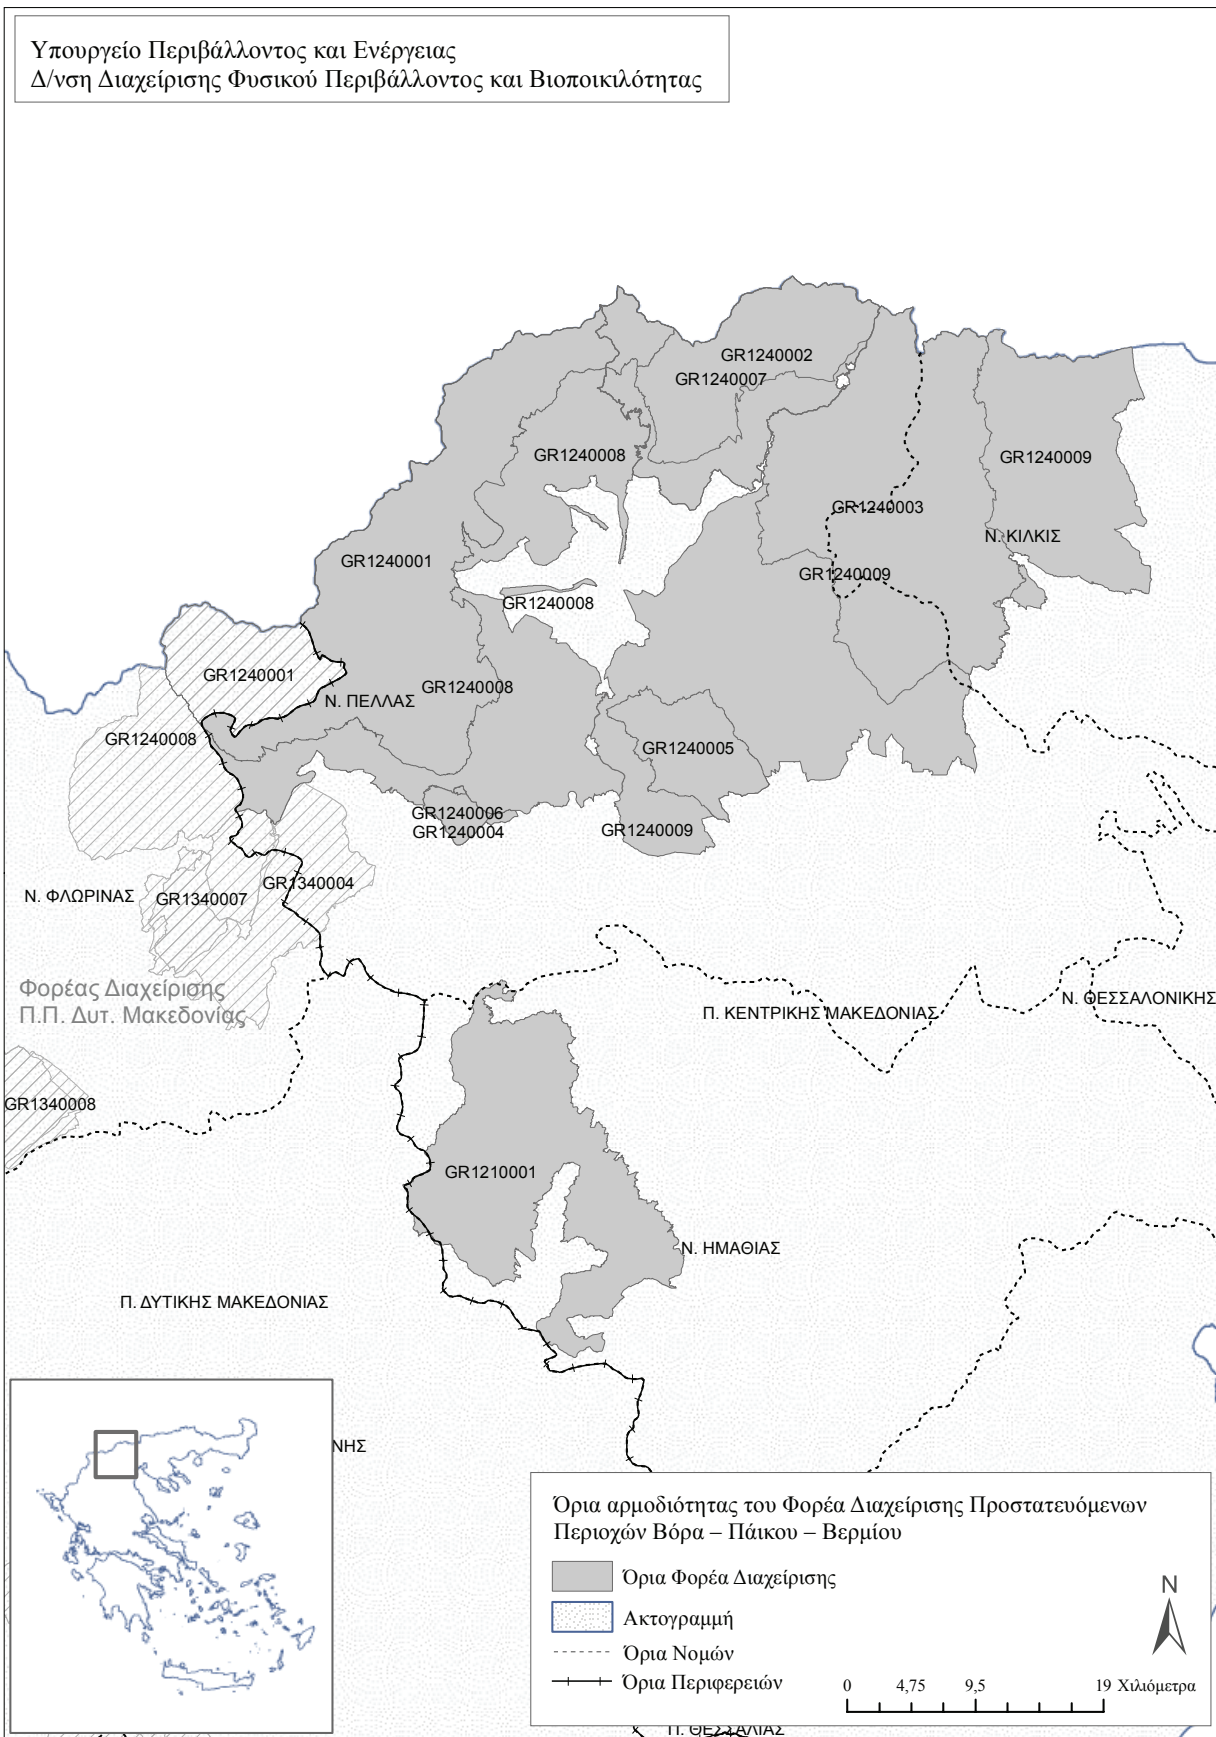 Υπουργείο Περιβάλλοντος και Ενέργειας
Δ/νση Διαχείρισης Φυσικού Περιβάλλοντος και Βιοποικιλότητας
GR1240002
GR1240007
GR1240008
GR1240009
GR1240003
Ν. ΚΙΛΚΙΣ
GR1240001
GR1240009
GR1240008
GR1240001
GR1240008
Ν. ΠΕΛΛΑΣ
GR1240008
GR1240005
GR1240006
GR1240004
GR1240009
GR1340004
Ν. ΦΛΩΡΙΝΑΣ
GR1340007
Φορέας Διαχείρισης
Π.Π. Δυτ. Μακεδονίας
Ν. ΘΕΣΣΑΛΟΝΙΚΗΣ
Π. ΚΕΝΤΡΙΚΗΣ ΜΑΚΕΔΟΝΙΑΣ
GR1340008
GR1210001
Ν. ΗΜΑΘΙΑΣ
Π. ΔΥΤΙΚΗΣ ΜΑΚΕΔΟΝΙΑΣ
ΝΗΣ
Όρια αρμοδιότητας του Φορέα Διαχείρισης Προστατευόμενων
Περιοχών Βόρα – Πάικου – Βερμίου
Όρια Φορέα Διαχείρισης
Ακτογραμμή
Όρια Νομών
Όρια Περιφερειών
N
0 4,75 9,5 19 Χιλιόμετρα
Π. ΘΕΣΣΑΛΙΑΣ